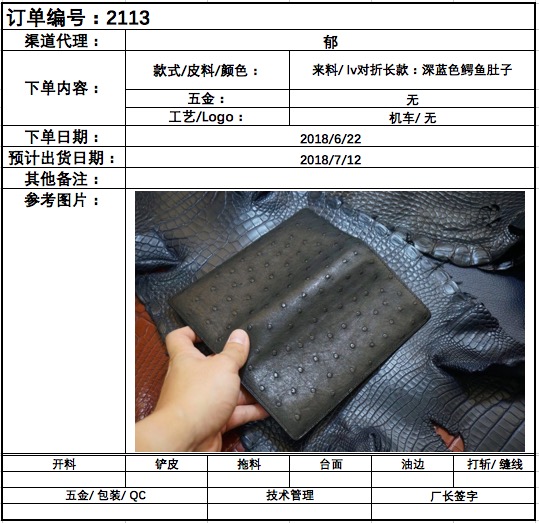 订单编号：2113
渠道代理： 郁
下单内容： 款式/皮料/颜色： 来料/ lv对折长款：深蓝色鳄鱼肚子
五金： 无
工艺/Logo： 机车/ 无
下单日期： 2018/6/22
预计出货日期： 2018/7/12
其他备注：
参考图片：
开料 铲皮 拖料 台面 油边 打斩/ 缝线
五金/ 包装/ QC 技术管理 厂长签字